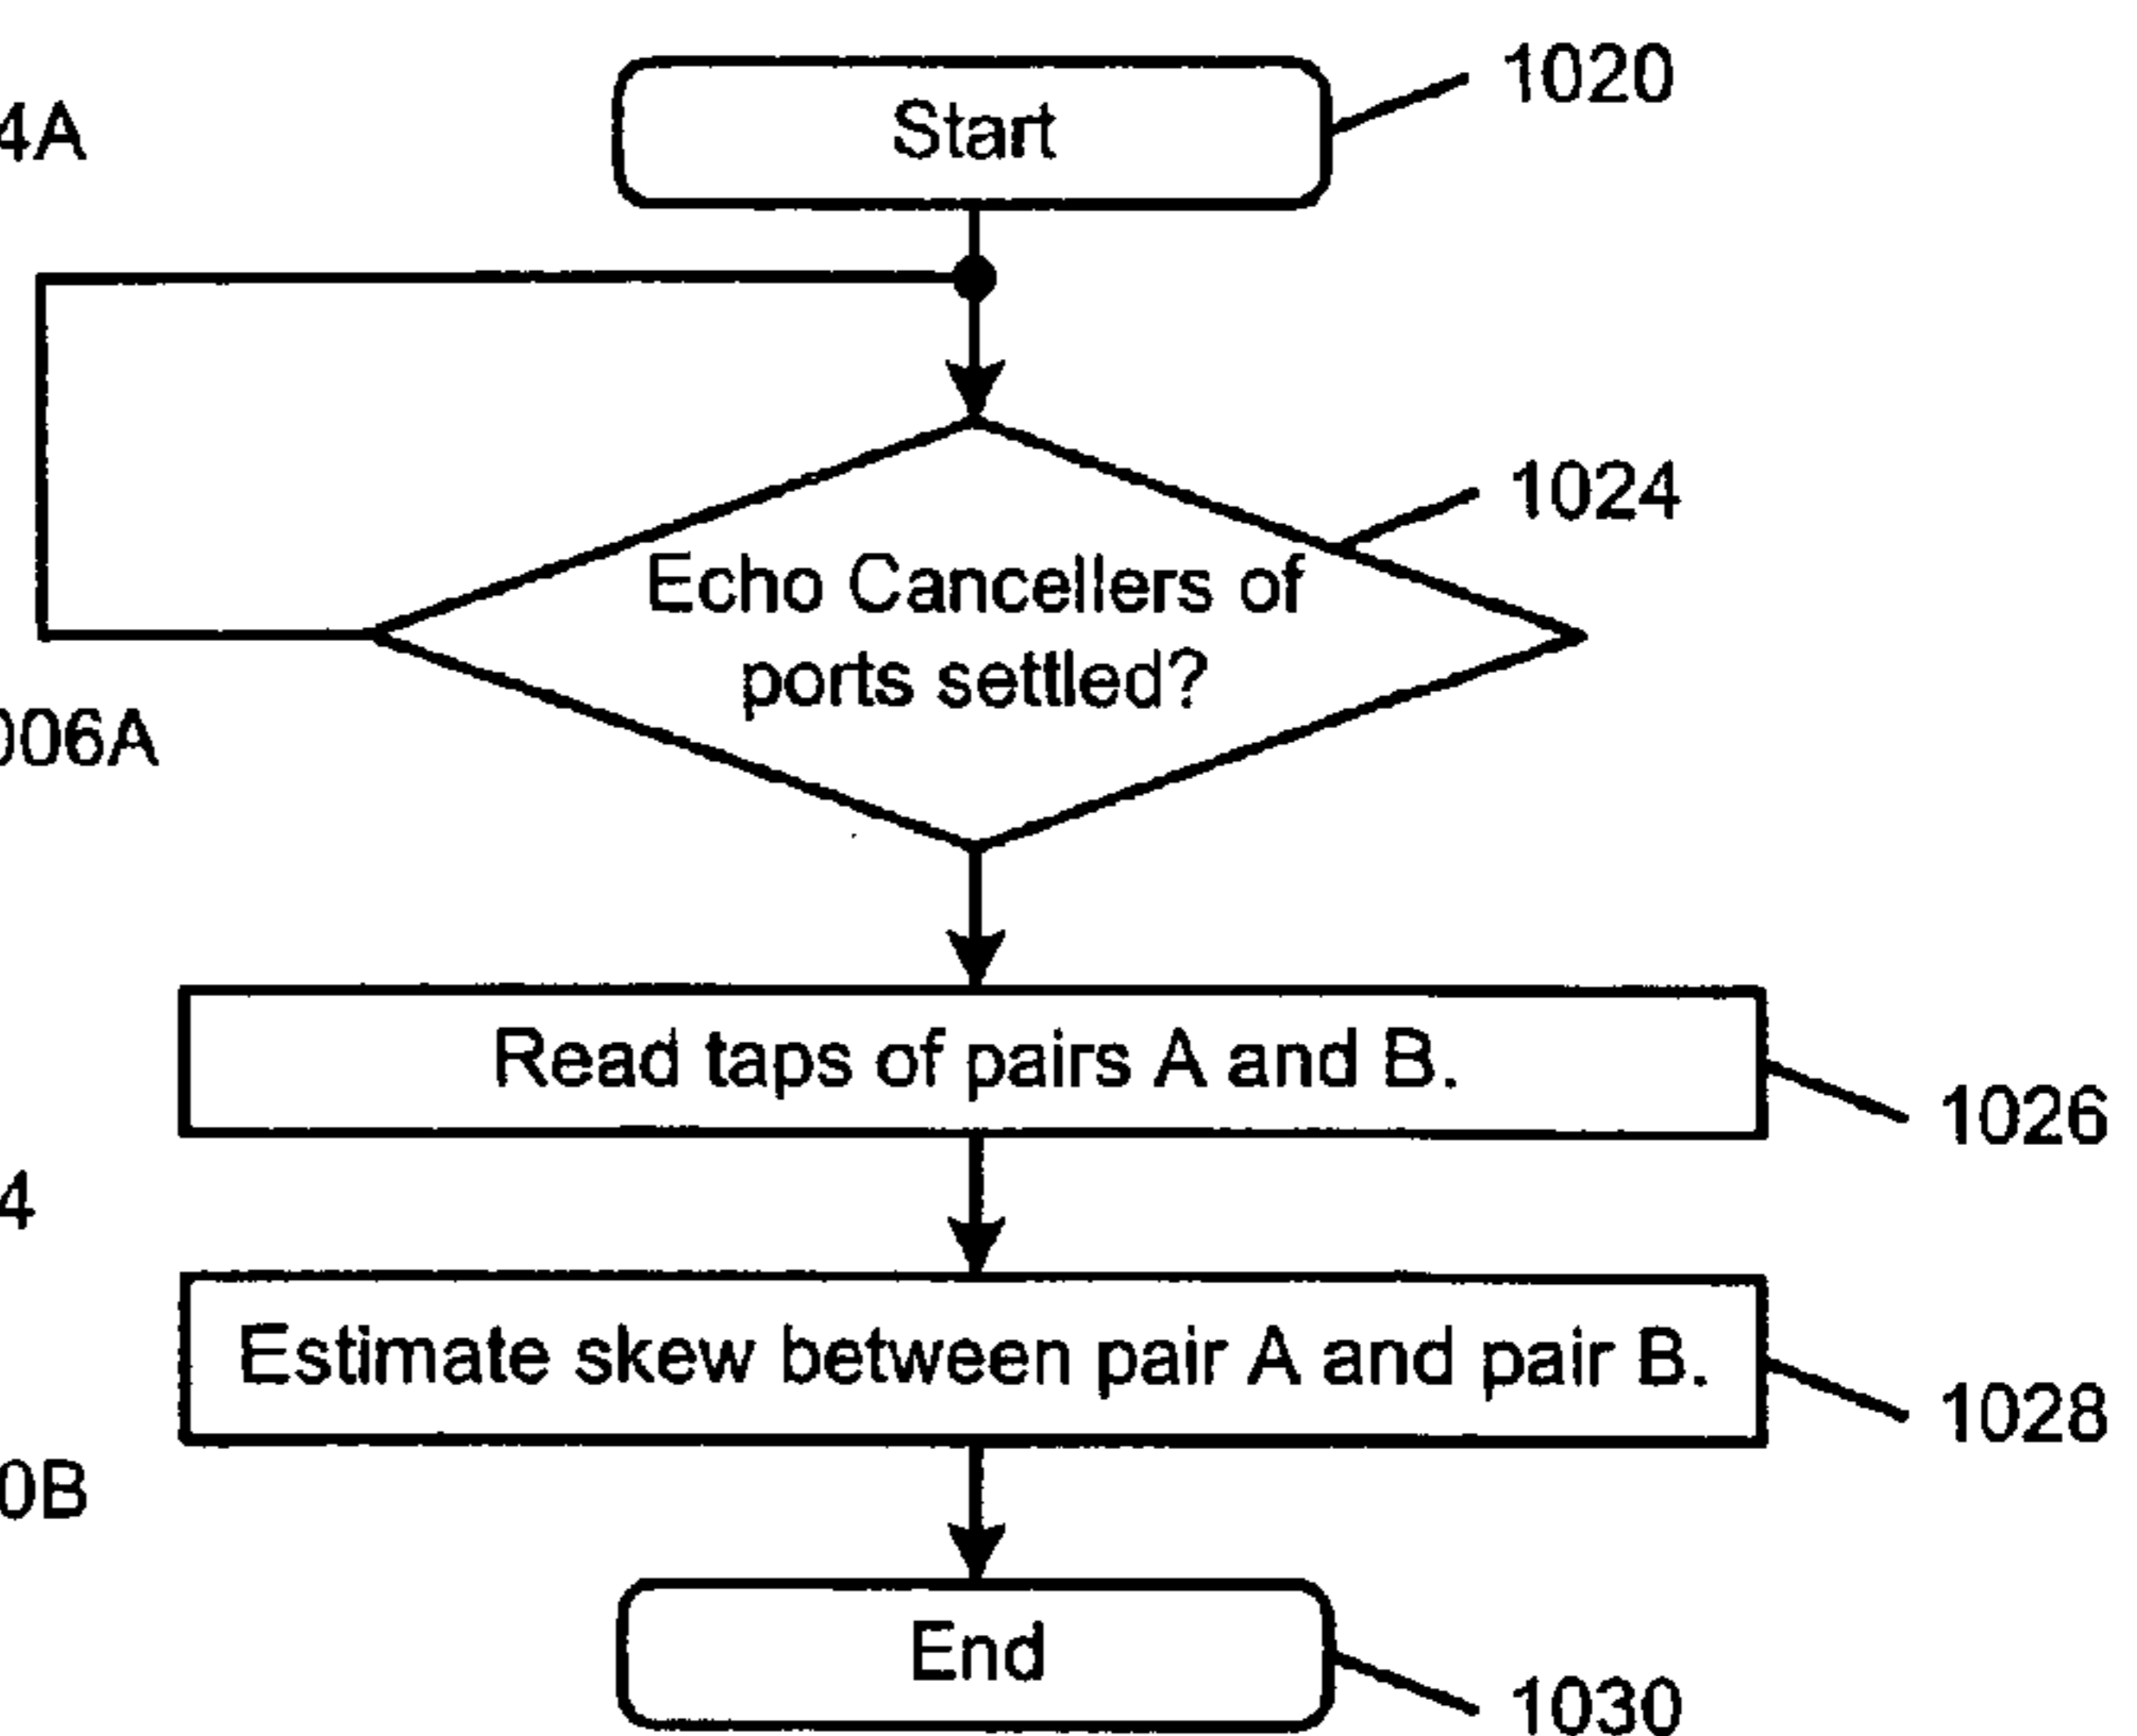 4A
Start
1020
1024
Echo Cancellers of
ports settled?
006A
Read taps of pairs A and B.
1026
4
Estimate skew between pair A and pair B.
1028
0B
End
1030